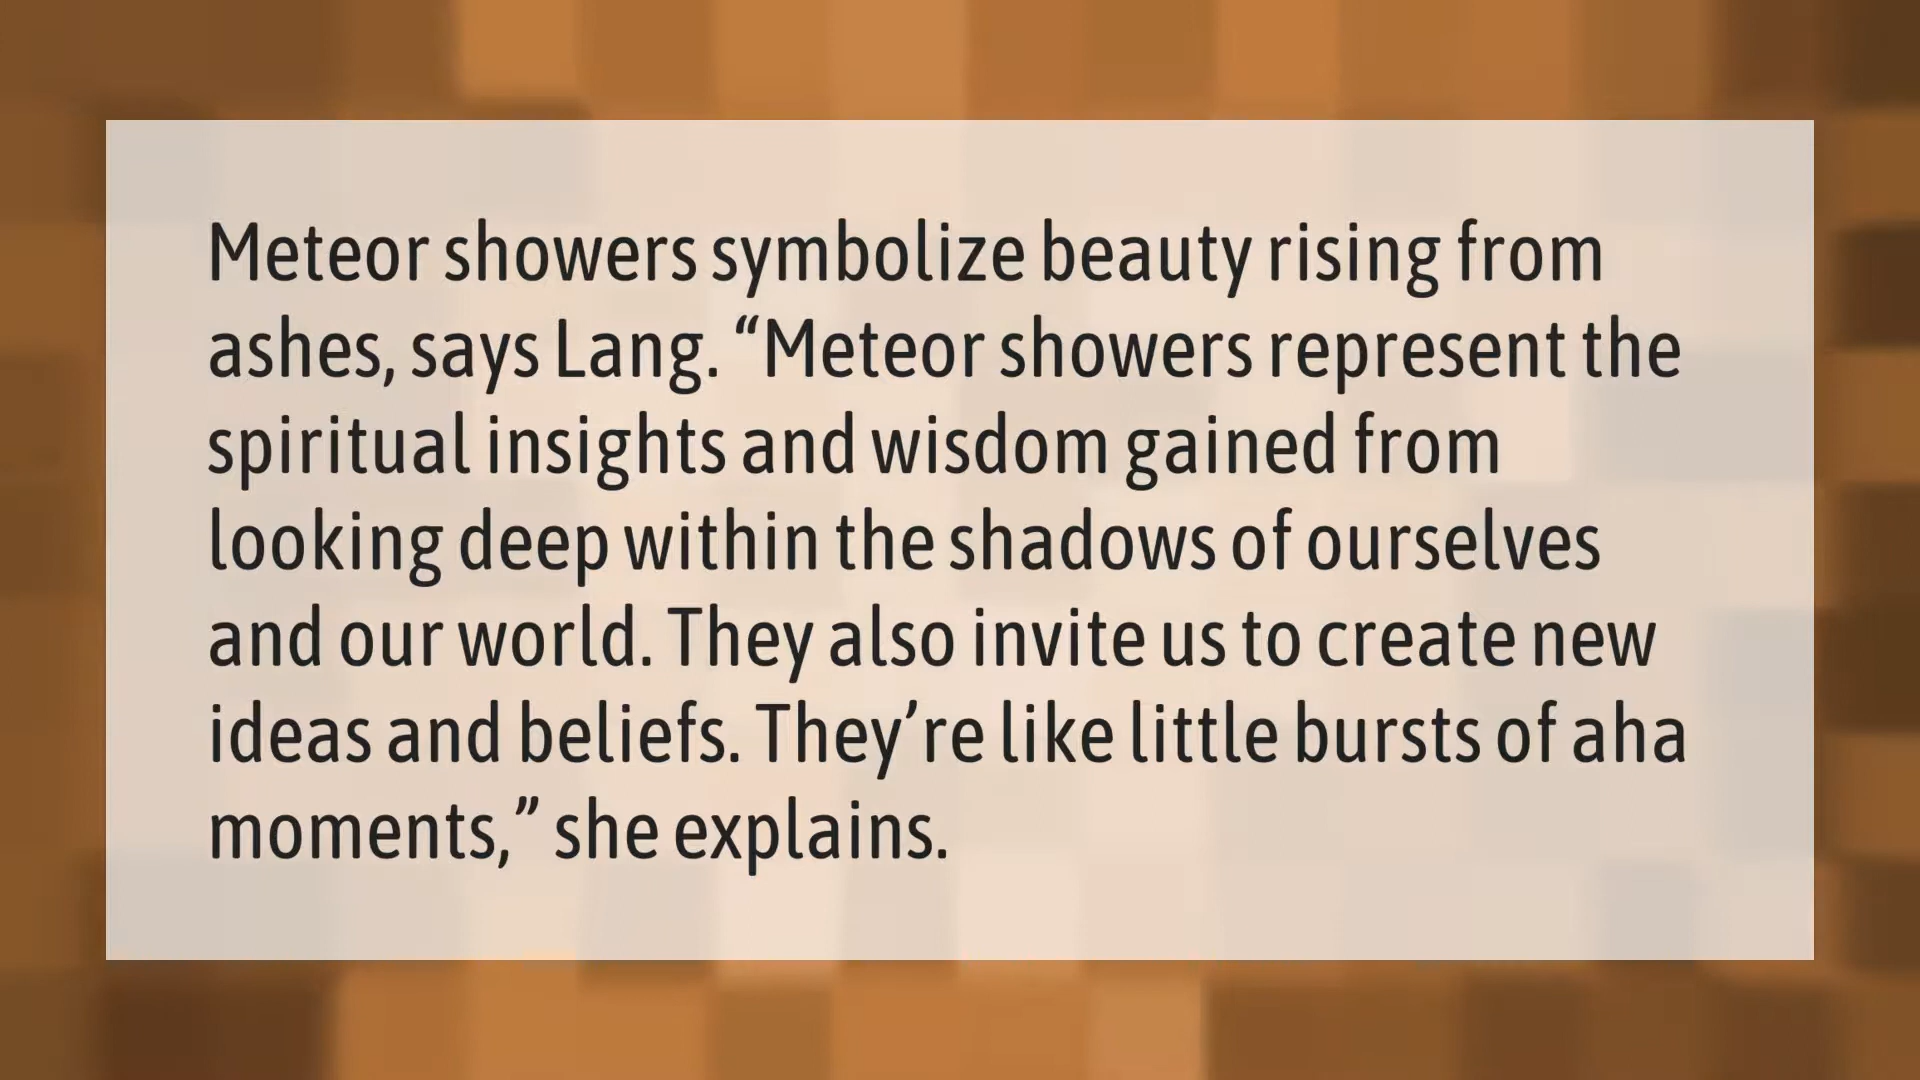 Meteor showers symbolize beauty rising from
ashes, says Lang. “Meteor showers represent the
spiritual insights and wisdom gained from
looking deep within the shadows of ourselves
and our world. They also invite us to create new
ideas and beliefs. They’re like little bursts of aha
moments,” she explains.